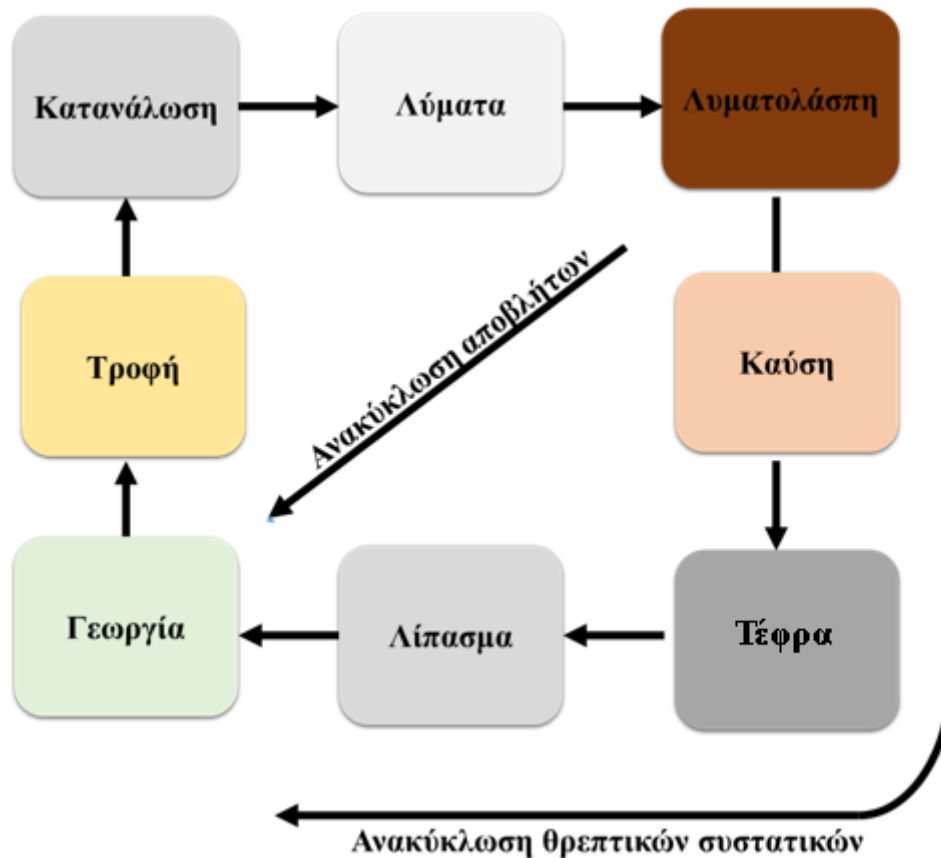 Κατανάλωση
Λύματα
Λυματολάσπη
Τροφή
Ανακύκλωση αποβλήτων
Καύση
Γεωργία
Λίπασμα
Τέφρα
Ανακύκλωση θρεπτικών συστατικών